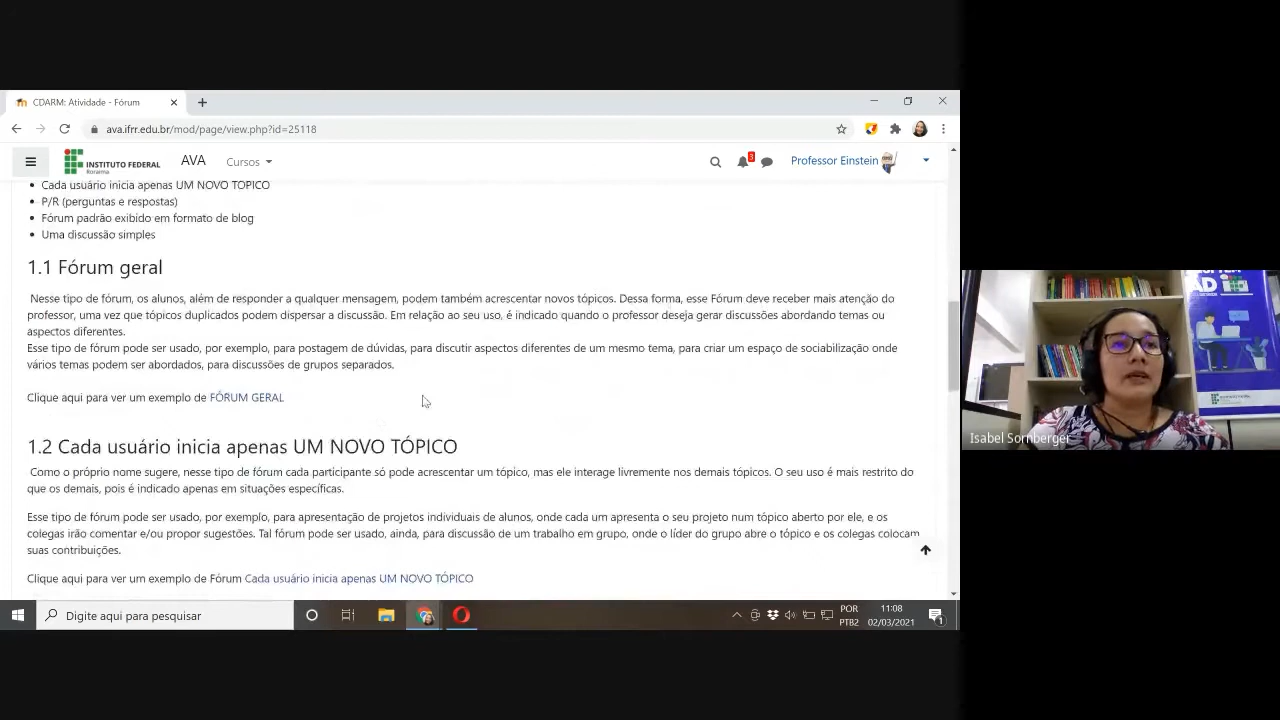 CDARM: Atividade - Fórum
ava.ifrr.edu.br/mod/page/view.php?id=25118
INSTITUTO FEDERAL
Roraima
AVA
Cursos
3
Professor Einstein
Cada usuário inicia apenas UM NOVO TÓPICO
P/R (perguntas e respostas)
Fórum padrão exibido em formato de blog
Uma discussão simples
1.1 Fórum geral
Nesse tipo de fórum, os alunos, além de responder a qualquer mensagem, podem também acrescentar novos tópicos. Dessa forma, esse Fórum deve receber mais atenção do
professor, uma vez que tópicos duplicados podem dispersar a discussão. Em relação ao seu uso, é indicado quando o professor deseja gerar discussões abordando temas ou
aspectos diferentes.
Esse tipo de fórum pode ser usado, por exemplo, para postagem de dúvidas, para discutir aspectos diferentes de um mesmo tema, para criar um espaço de sociabilização onde
vários temas podem ser abordados, para discussões de grupos separados.
Clique aqui para ver um exemplo de FÓRUM GERAL
1.2 Cada usuário inicia apenas UM NOVO TÓPICO
Como o próprio nome sugere, nesse tipo de fórum cada participante só pode acrescentar um tópico, mas ele interage livremente nos demais tópicos. O seu uso é mais restrito do
que os demais, pois é indicado apenas em situações específicas.
Esse tipo de fórum pode ser usado, por exemplo, para apresentação de projetos individuais de alunos, onde cada um apresenta o seu projeto num tópico aberto por ele, e os
colegas irão comentar e/ou propor sugestões. Tal fórum pode ser usado, ainda, para discussão de um trabalho em grupo, onde o líder do grupo abre o tópico e os colegas colocam
suas contribuições.
Clique aqui para ver um exemplo de Fórum Cada usuário inicia apenas UM NOVO TÓPICO
Digite aqui para pesquisar
POR
PTB2
11:08
02/03/2021
1
AD
Isabel Sornberger